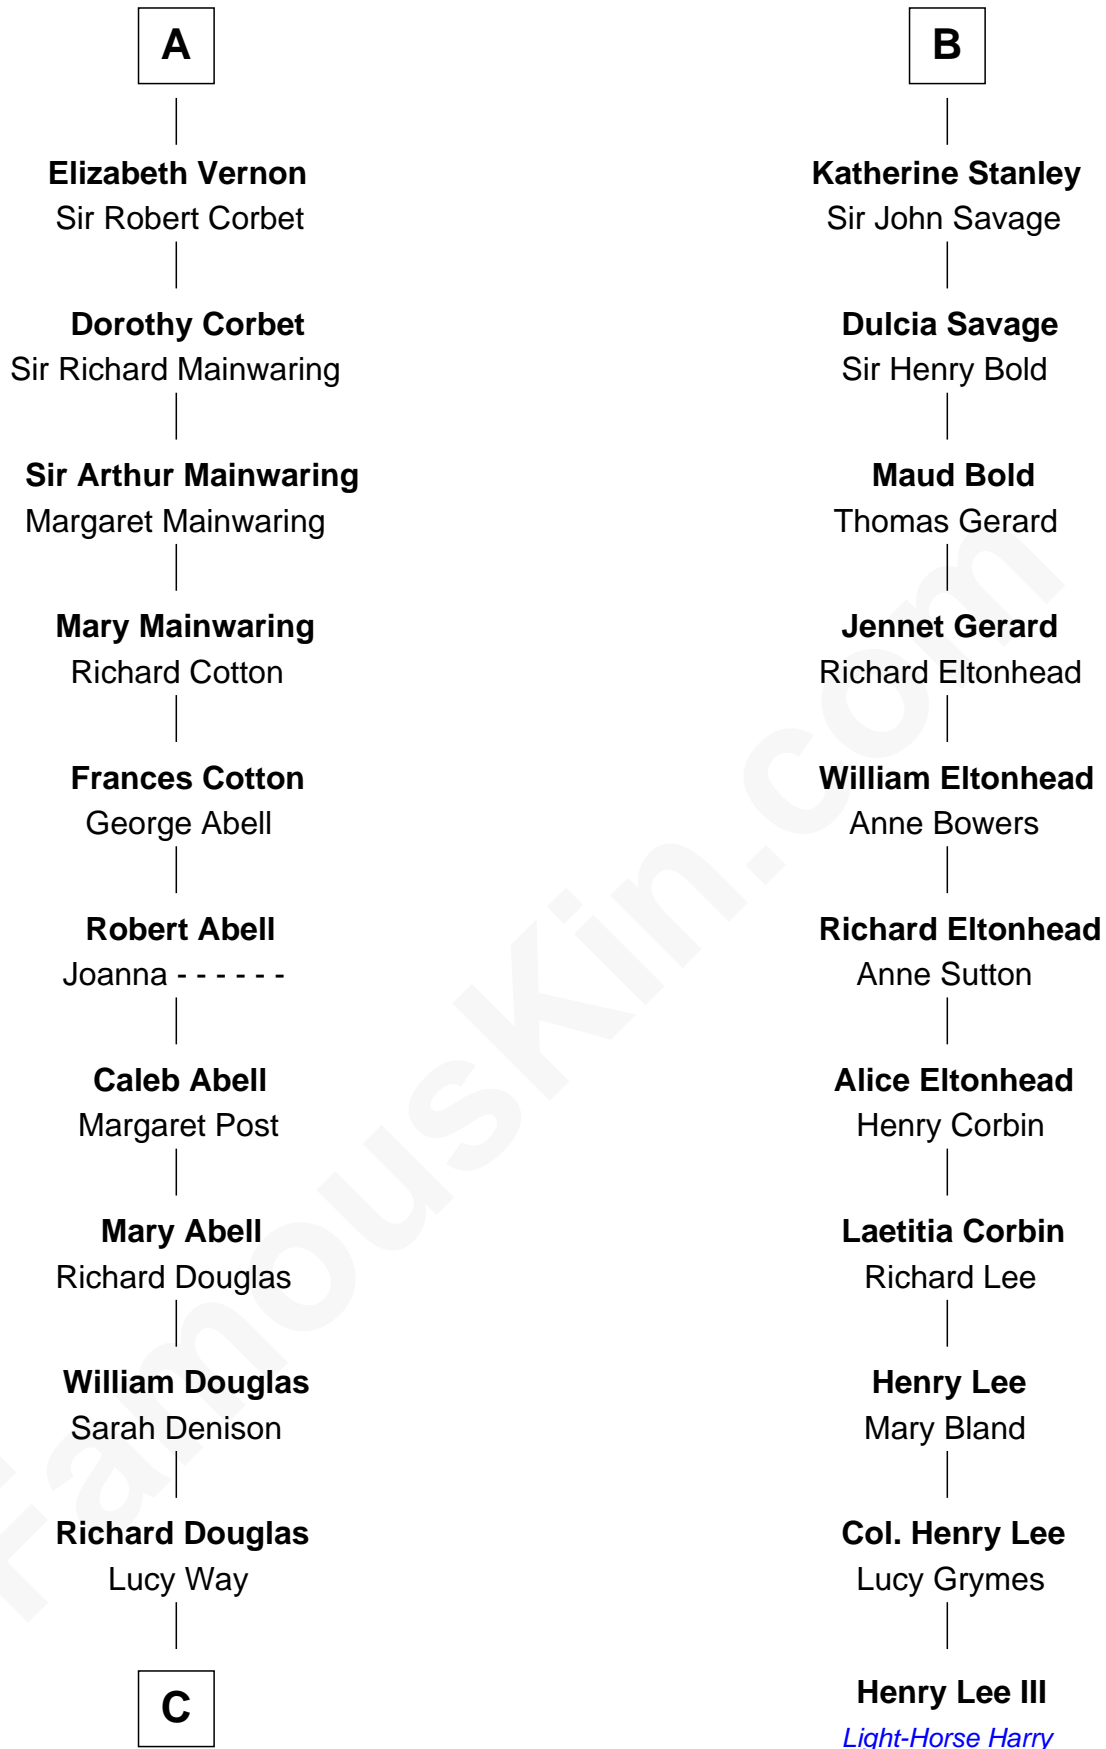 A
Elizabeth Vernon
Sir Robert Corbet
Dorothy Corbet
Sir Richard Mainwaring
Sir Arthur Mainwaring
Margaret Mainwaring
Mary Mainwaring
Richard Cotton
Frances Cotton
George Abell
Robert Abell
Joanna - - - - - -
Caleb Abell
Margaret Post
Mary Abell
Richard Douglas
William Douglas
Sarah Denison
Richard Douglas
Lucy Way
C
B
Katherine Stanley
Sir John Savage
Dulcia Savage
Sir Henry Bold
Maud Bold
Thomas Gerard
Jennet Gerard
Richard Eltonhead
William Eltonhead
Anne Bowers
Richard Eltonhead
Anne Sutton
Alice Eltonhead
Henry Corbin
Laetitia Corbin
Richard Lee
Henry Lee
Mary Bland
Col. Henry Lee
Lucy Grymes
Henry Lee III
Light-Horse Harry
FamousKin.com